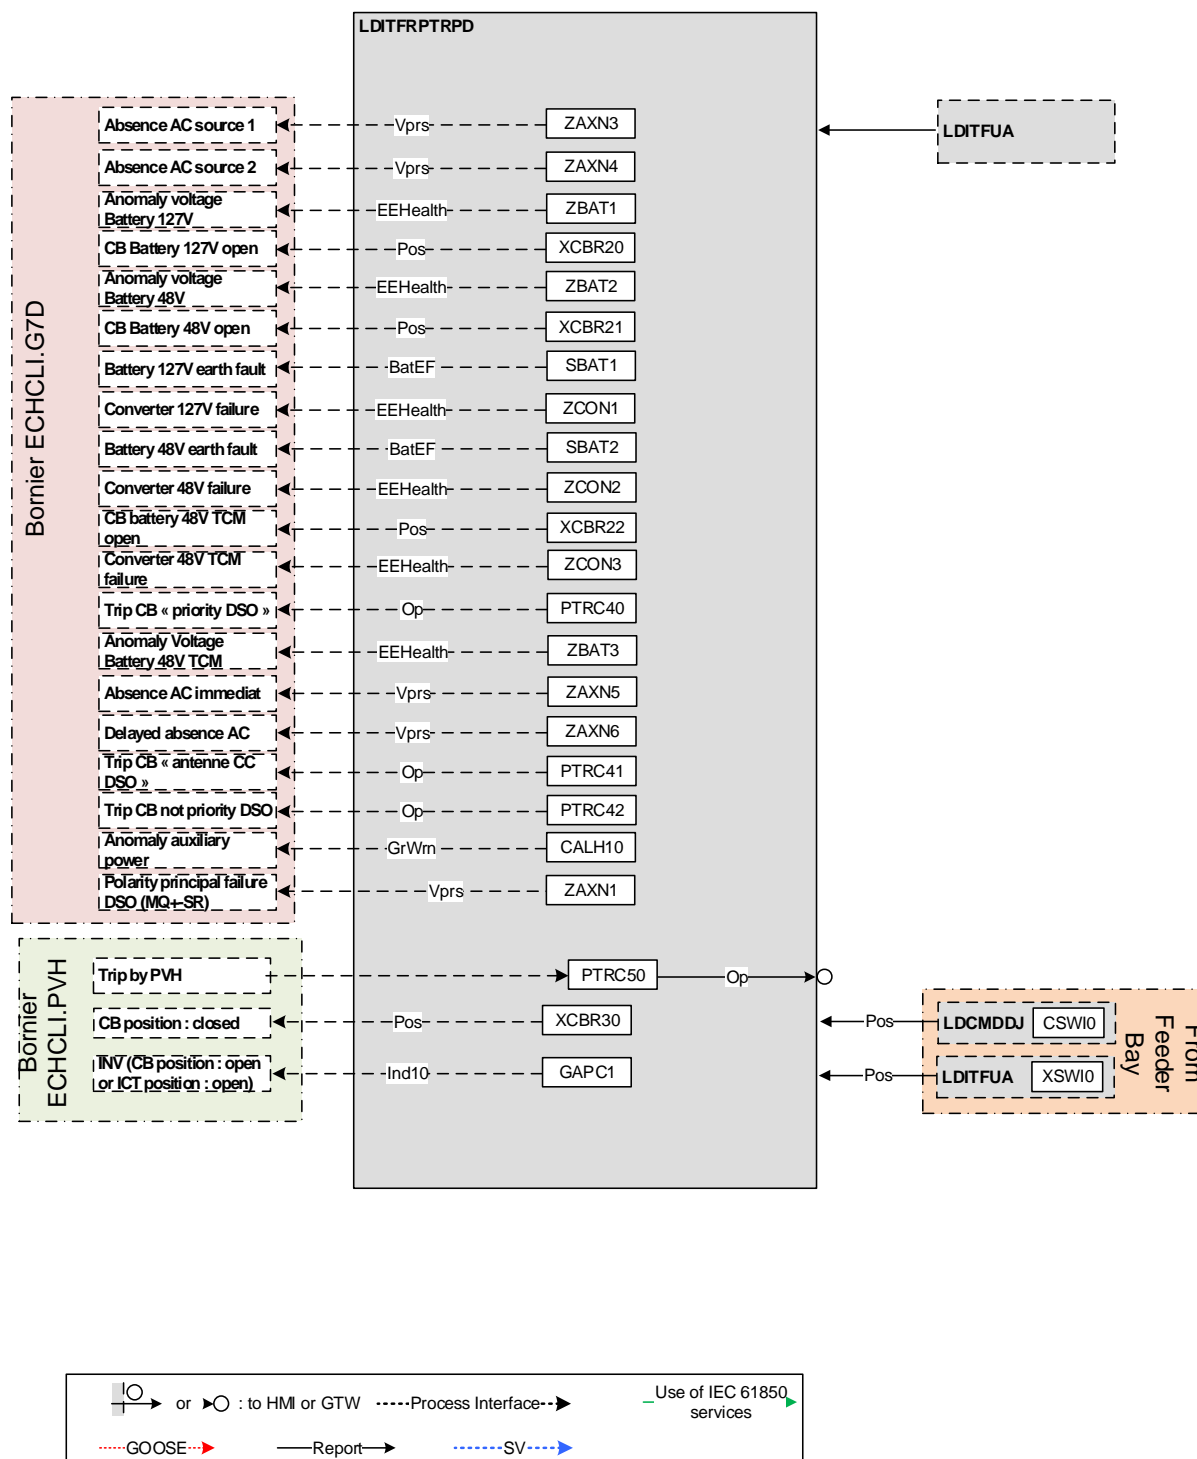 LDITFRPTRPD
Bornier ECHCLI.G7D
Absence AC source 1
Vprs
ZAXN3
LDITFUA
Absence AC source 2
Vprs
ZAXN4
Anomaly voltage
Battery 127V
EEHealth
ZBAT1
CB Battery 127V open
Pos
XCBR20
Anomaly voltage
Battery 48V
EEHealth
ZBAT2
CB Battery 48V open
Pos
XCBR21
Battery 127V earth fault
BatEF
SBAT1
Converter 127V failure
EEHealth
ZCON1
Battery 48V earth fault
BatEF
SBAT2
Converter 48V failure
EEHealth
ZCON2
CB battery 48V TCM
open
Pos
XCBR22
Converter 48V TCM
failure
EEHealth
ZCON3
Trip CB « priority DSO »
Op
PTRC40
Anomaly Voltage
Battery 48V TCM
EEHealth
ZBAT3
Absence AC immediat
Vprs
ZAXN5
Delayed absence AC
Vprs
ZAXN6
Trip CB « antenne CC
DSO »
Op
PTRC41
Trip CB not priority DSO
Op
PTRC42
Anomaly auxiliary
power
GrWrn
CALH10
Polarity principal failure
DSO (MQ+-SR)
Vprs
ZAXN1
Bornier
ECHCLI.PVH
Trip by PVH
PTRC50
Op
CB position : closed
Pos
XCBR30
Pos
LDCMDDJ
CSWI0
INV (CB position : open
or ICT position : open)
Ind10
GAPC1
Pos
LDITFUA
XSWI0
From
Feeder
Bay
or
: to HMI or GTW
Process Interface
Use of IEC 61850
services
GOOSE
Report
SV